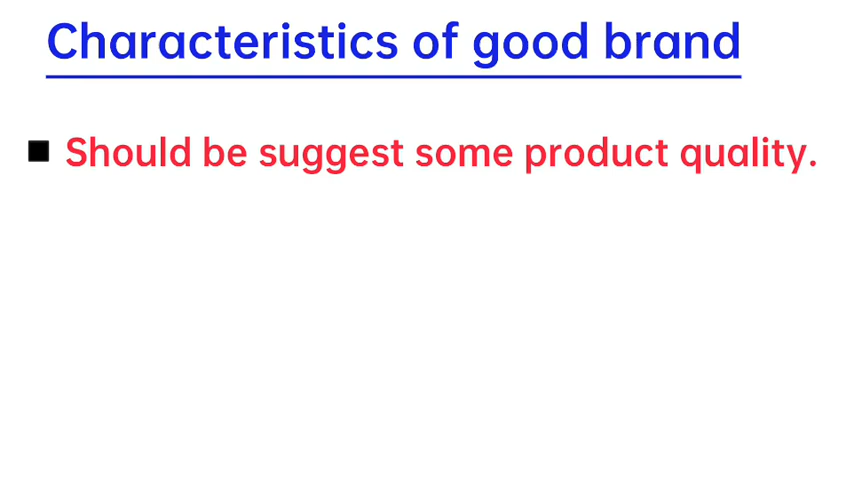 Characteristics of good brand
Should be suggest some product quality.